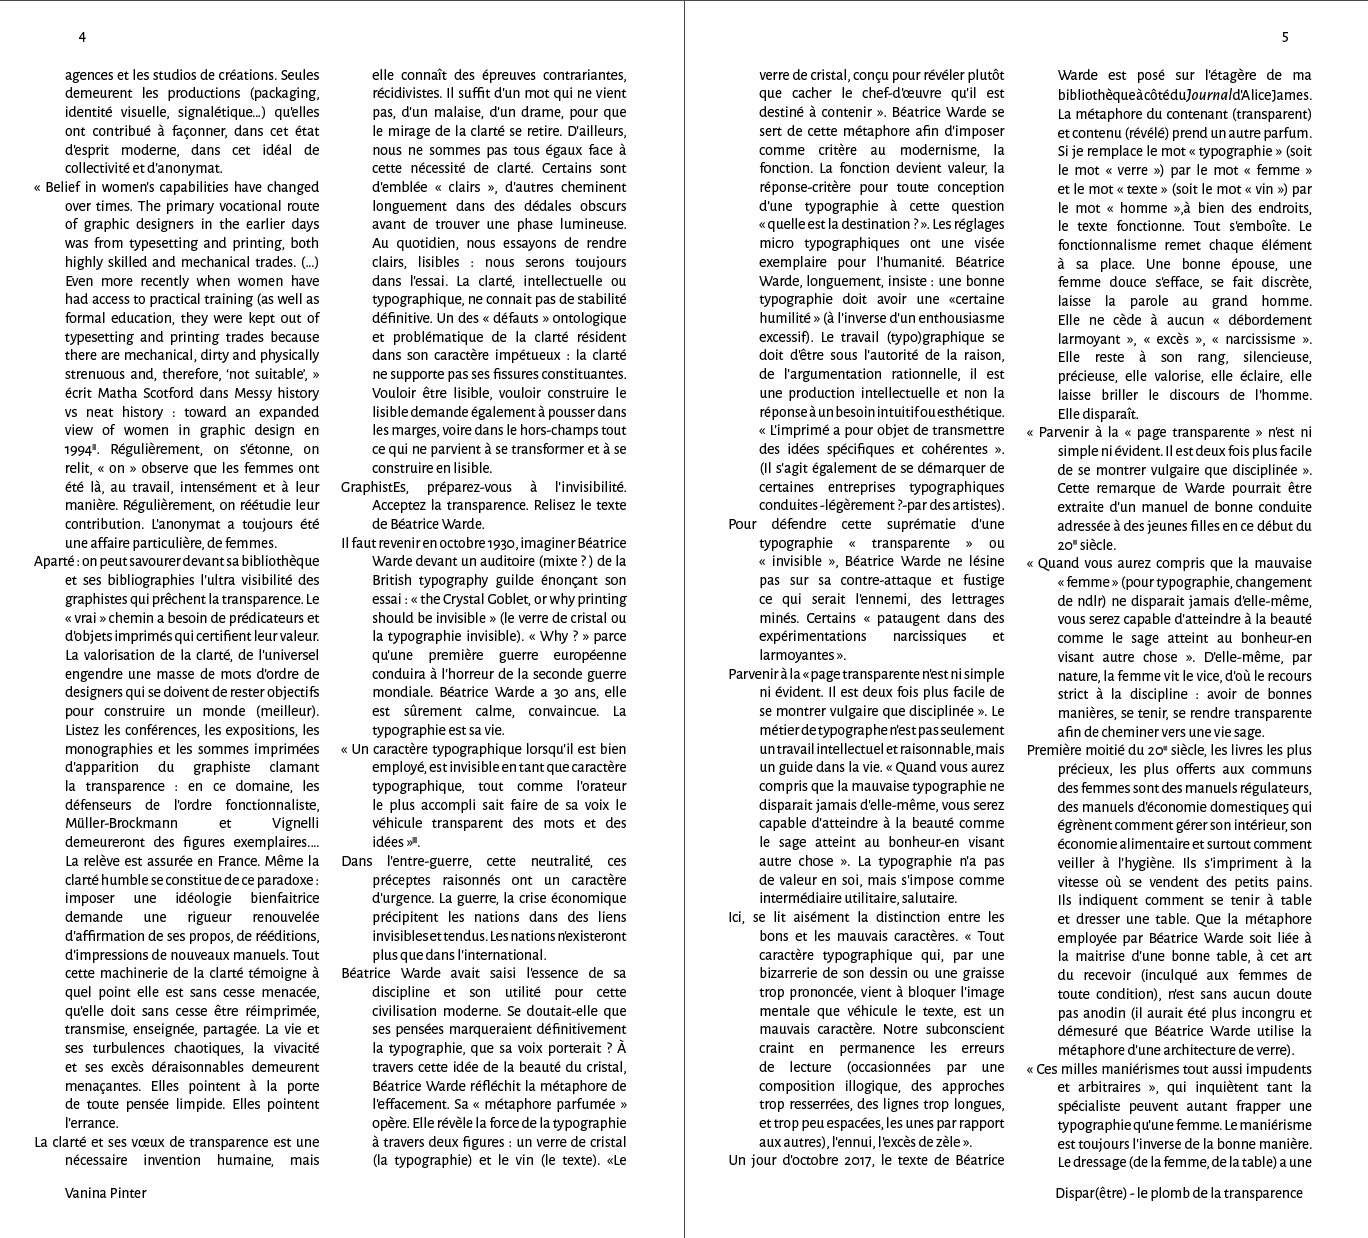 4
agences et les studios de créations. Seules
demeurent les productions (packaging,
identité visuelle, signalétique…) qu'elles
ont contribué à façonner, dans cet état
d'esprit moderne, dans cet idéal de
collectivité et d'anonymat.
« Belief in women's capabilities have changed
over times. The primary vocational route
of graphic designers in the earlier days
was from typesetting and printing, both
highly skilled and mechanical trades. (…)
Even more recently when women have
had access to practical training (as well as
formal education, they were kept out of
typesetting and printing trades because
there are mechanical, dirty and physically
strenuous and, therefore, ‘not suitable’, »
écrit Matha Scotford dans Messy history
vs neat history : toward an expanded
view of women in graphic design en
1994ⁱⁱ. Régulièrement, on s'étonne, on
relit, « on » observe que les femmes ont
été là, au travail, intensément et à leur
manière. Régulièrement, on réétudie leur
contribution. L'anonymat a toujours été
une affaire particulière, de femmes.
Aparté : on peut savourer devant sa bibliothèque
et ses bibliographies l'ultra visibilité des
graphistes qui prêchent la transparence. Le
« vrai » chemin a besoin de prédicateurs et
d'objets imprimés qui certifient leur valeur.
La valorisation de la clarté, de l'universel
engendre une masse de mots d'ordre de
designers qui se doivent de rester objectifs
pour construire un monde (meilleur).
Listez les conférences, les expositions, les
monographies et les sommes imprimées
d'apparition du graphiste clamant
la transparence : en ce domaine, les
défenseurs de l'ordre fonctionnaliste,
Müller-Brockmann et Vignelli
demeureront des figures exemplaires.…
La relève est assurée en France. Même la
clarté humble se constitue de ce paradoxe :
imposer une idéologie bienfaitrice
demande une rigueur renouvelée
d'affirmation de ses propos, de rééditions,
d'impressions de nouveaux manuels. Tout
cette machinerie de la clarté témoigne à
quel point elle est sans cesse menacée,
qu'elle doit sans cesse être réimprimée,
transmise, enseignée, partagée. La vie et
ses turbulences chaotiques, la vivacité
et ses excès déraisonnables demeurent
menaçantes. Elles pointent à la porte
de toute pensée limpide. Elles pointent
l'errance.
La clarté et ses vœux de transparence est une
nécessaire invention humaine, mais
elle connaît des épreuves contrariantes,
récidivistes. Il suffit d'un mot qui ne vient
pas, d'un malaise, d'un drame, pour que
le mirage de la clarté se retire. D'ailleurs,
nous ne sommes pas tous égaux face à
cette nécessité de clarté. Certains sont
d'emblée « clairs », d'autres cheminent
longuement dans des dédales obscurs
avant de trouver une phase lumineuse.
Au quotidien, nous essayons de rendre
clairs, lisibles : nous serons toujours
dans l'essai. La clarté, intellectuelle ou
typographique, ne connait pas de stabilité
définitive. Un des « défauts » ontologique
et problématique de la clarté résident
dans son caractère impétueux : la clarté
ne supporte pas ses fissures constituantes.
Vouloir être lisible, vouloir construire le
lisible demande également à pousser dans
les marges, voire dans le hors-champs tout
ce qui ne parvient à se transformer et à se
construire en lisible.
GraphistEs, préparez-vous à l'invisibilité.
Acceptez la transparence. Relisez le texte
de Béatrice Warde.
Il faut revenir en octobre 1930, imaginer Béatrice
Warde devant un auditoire (mixte ? ) de la
British typography guilde énonçant son
essai : « the Crystal Goblet, or why printing
should be invisible » (le verre de cristal ou
la typographie invisible). « Why ? » parce
qu'une première guerre européenne
conduira à l'horreur de la seconde guerre
mondiale. Béatrice Warde a 30 ans, elle
est sûrement calme, convaincue. La
typographie est sa vie.
« Un caractère typographique lorsqu'il est bien
employé, est invisible en tant que caractère
typographique, tout comme l'orateur
le plus accompli sait faire de sa voix le
véhicule transparent des mots et des
idées »ⁱⁱⁱ.
Dans l'entre-guerre, cette neutralité, ces
préceptes raisonnés ont un caractère
d'urgence. La guerre, la crise économique
précipitent les nations dans des liens
invisibles et tendus. Les nations n'existeront
plus que dans l'international.
Béatrice Warde avait saisi l'essence de sa
discipline et son utilité pour cette
civilisation moderne. Se doutait-elle que
ses pensées marqueraient définitivement
la typographie, que sa voix porterait ? À
travers cette idée de la beauté du cristal,
Béatrice Warde réfléchit la métaphore de
l'effacement. Sa « métaphore parfumée »
opère. Elle révèle la force de la typographie
à travers deux figures : un verre de cristal
(la typographie) et le vin (le texte). «Le
Vanina Pinter
5
verre de cristal, conçu pour révéler plutôt
que cacher le chef-d'œuvre qu'il est
destiné à contenir ». Béatrice Warde se
sert de cette métaphore afin d'imposer
comme critère au modernisme, la
fonction. La fonction devient valeur, la
réponse-critère pour toute conception
d'une typographie à cette question
« quelle est la destination ? ». Les réglages
micro typographiques ont une visée
exemplaire pour l'humanité. Béatrice
Warde, longuement, insiste : une bonne
typographie doit avoir une «certaine
humilité » (à l'inverse d'un enthousiasme
excessif). Le travail (typo)graphique se
doit d'être sous l'autorité de la raison,
de l'argumentation rationnelle, il est
une production intellectuelle et non la
réponse à un besoin intuitif ou esthétique.
« L'imprimé a pour objet de transmettre
des idées spécifiques et cohérentes ».
(Il s'agit également de se démarquer de
certaines entreprises typographiques
conduites -légèrement ?-par des artistes).
Pour défendre cette suprématie d'une
typographie « transparente » ou
« invisible », Béatrice Warde ne lésine
pas sur sa contre-attaque et fustige
ce qui serait l'ennemi, des lettrages
minés. Certains « pataugent dans des
expérimentations narcissiques et
larmoyantes ».
Parvenir à la « page transparente n'est ni simple
ni évident. Il est deux fois plus facile de
se montrer vulgaire que disciplinée ». Le
métier de typographe n'est pas seulement
un travail intellectuel et raisonnable, mais
un guide dans la vie. « Quand vous aurez
compris que la mauvaise typographie ne
disparait jamais d'elle-même, vous serez
capable d'atteindre à la beauté comme
le sage atteint au bonheur-en visant
autre chose ». La typographie n'a pas
de valeur en soi, mais s'impose comme
intermédiaire utilitaire, salutaire.
Ici, se lit aisément la distinction entre les
bons et les mauvais caractères. « Tout
caractère typographique qui, par une
bizarrerie de son dessin ou une graisse
trop prononcée, vient à bloquer l'image
mentale que véhicule le texte, est un
mauvais caractère. Notre subconscient
craint en permanence les erreurs
de lecture (occasionnées par une
composition illogique, des approches
trop resserrées, des lignes trop longues,
et trop peu espacées, les unes par rapport
aux autres), l'ennui, l'excès de zèle ».
Un jour d'octobre 2017, le texte de Béatrice
Warde est posé sur l'étagère de ma
bibliothèque à côté du Journal d'Alice James.
La métaphore du contenant (transparent)
et contenu (révélé) prend un autre parfum.
Si je remplace le mot « typographie » (soit
le mot « verre ») par le mot « femme »
et le mot « texte » (soit le mot « vin ») par
le mot « homme »,à bien des endroits,
le texte fonctionne. Tout s'emboîte. Le
fonctionnalisme remet chaque élément
à sa place. Une bonne épouse, une
femme douce s'efface, se fait discrète,
laisse la parole au grand homme.
Elle ne cède à aucun « débordement
larmoyant », « excès », « narcissisme ».
Elle reste à son rang, silencieuse,
précieuse, elle valorise, elle éclaire, elle
laisse briller le discours de l'homme.
Elle disparaît.
« Parvenir à la « page transparente » n'est ni
simple ni évident. Il est deux fois plus facile
de se montrer vulgaire que disciplinée ».
Cette remarque de Warde pourrait être
extraite d'un manuel de bonne conduite
adressée à des jeunes filles en ce début du
20ᵉ siècle.
« Quand vous aurez compris que la mauvaise
« femme » (pour typographie, changement
de ndlr) ne disparait jamais d'elle-même,
vous serez capable d'atteindre à la beauté
comme le sage atteint au bonheur-en
visant autre chose ». D'elle-même, par
nature, la femme vit le vice, d'où le recours
strict à la discipline : avoir de bonnes
manières, se tenir, se rendre transparente
afin de cheminer vers une vie sage.
Première moitié du 20ᵉ siècle, les livres les plus
précieux, les plus offerts aux communs
des femmes sont des manuels régulateurs,
des manuels d'économie domestique5 qui
égrènent comment gérer son intérieur, son
économie alimentaire et surtout comment
veiller à l'hygiène. Ils s'impriment à la
vitesse où se vendent des petits pains.
Ils indiquent comment se tenir à table
et dresser une table. Que la métaphore
employée par Béatrice Warde soit liée à
la maitrise d'une bonne table, à cet art
du recevoir (inculqué aux femmes de
toute condition), n'est sans aucun doute
pas anodin (il aurait été plus incongru et
démesuré que Béatrice Warde utilise la
métaphore d'une architecture de verre).
« Ces milles maniérismes tout aussi impudents
et arbitraires », qui inquiètent tant la
spécialiste peuvent autant frapper une
typographie qu'une femme. Le maniérisme
est toujours l'inverse de la bonne manière.
Le dressage (de la femme, de la table) a une
Dispar(être) - le plomb de la transparence